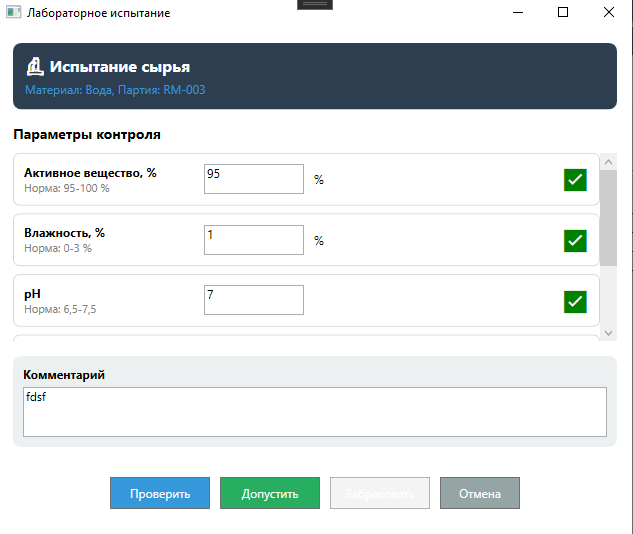 Лабораторное испытание
Испытание сырья
Материал: Вода, Партия: RM-003
Параметры контроля
Активное вещество, %
Норма: 95-100 %
95
%
Влажность, %
Норма: 0-3 %
1
%
pH
Норма: 6,5-7,5
7
Комментарий
fdsf
Проверить Допустить Забраковать Отмена